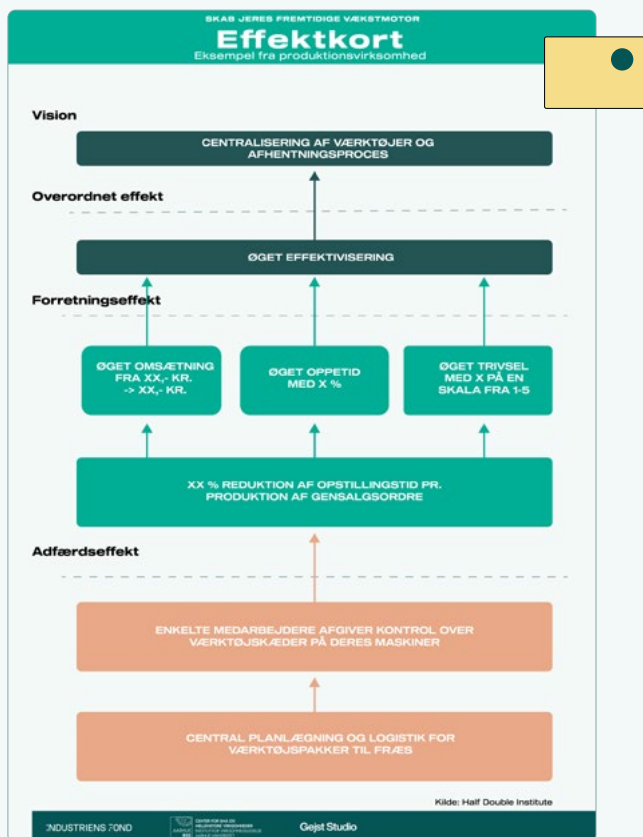 SKAB JERES FREMTIDIGE VÆKSTMOTOR
Effektkort
Eksempel fra produktionsvirksomhed
Vision
CENTRALISERING AF VÆRKTØJER OG
AFHENTNINGSPROCES
Overordnet effekt
ØGET EFFEKTIVISERING
Forretningseffekt
ØGET OMSÆTNING
FRA XX,- KR.
-> XX,- KR.
ØGET OPPETID
MED X %
ØGET TRIVSEL
MED X PÅ EN
SKALA FRA 1-5
XX % REDUKTION AF OPSTILLINGSTID PR.
PRODUKTION AF GENSALGSORDRE
Adfærdseffekt
ENKELTE MEDARBEJDERE AFGIVER KONTROL OVER
VÆRKTØJSKÆDER PÅ DERES MASKINER
CENTRAL PLANLÆGNING OG LOGISTIK FOR
VÆRKTØJSPAKKER TIL FRÆS
Kilde: Half Double Institute
INDUSTRIENS FOND
Gejst Studio